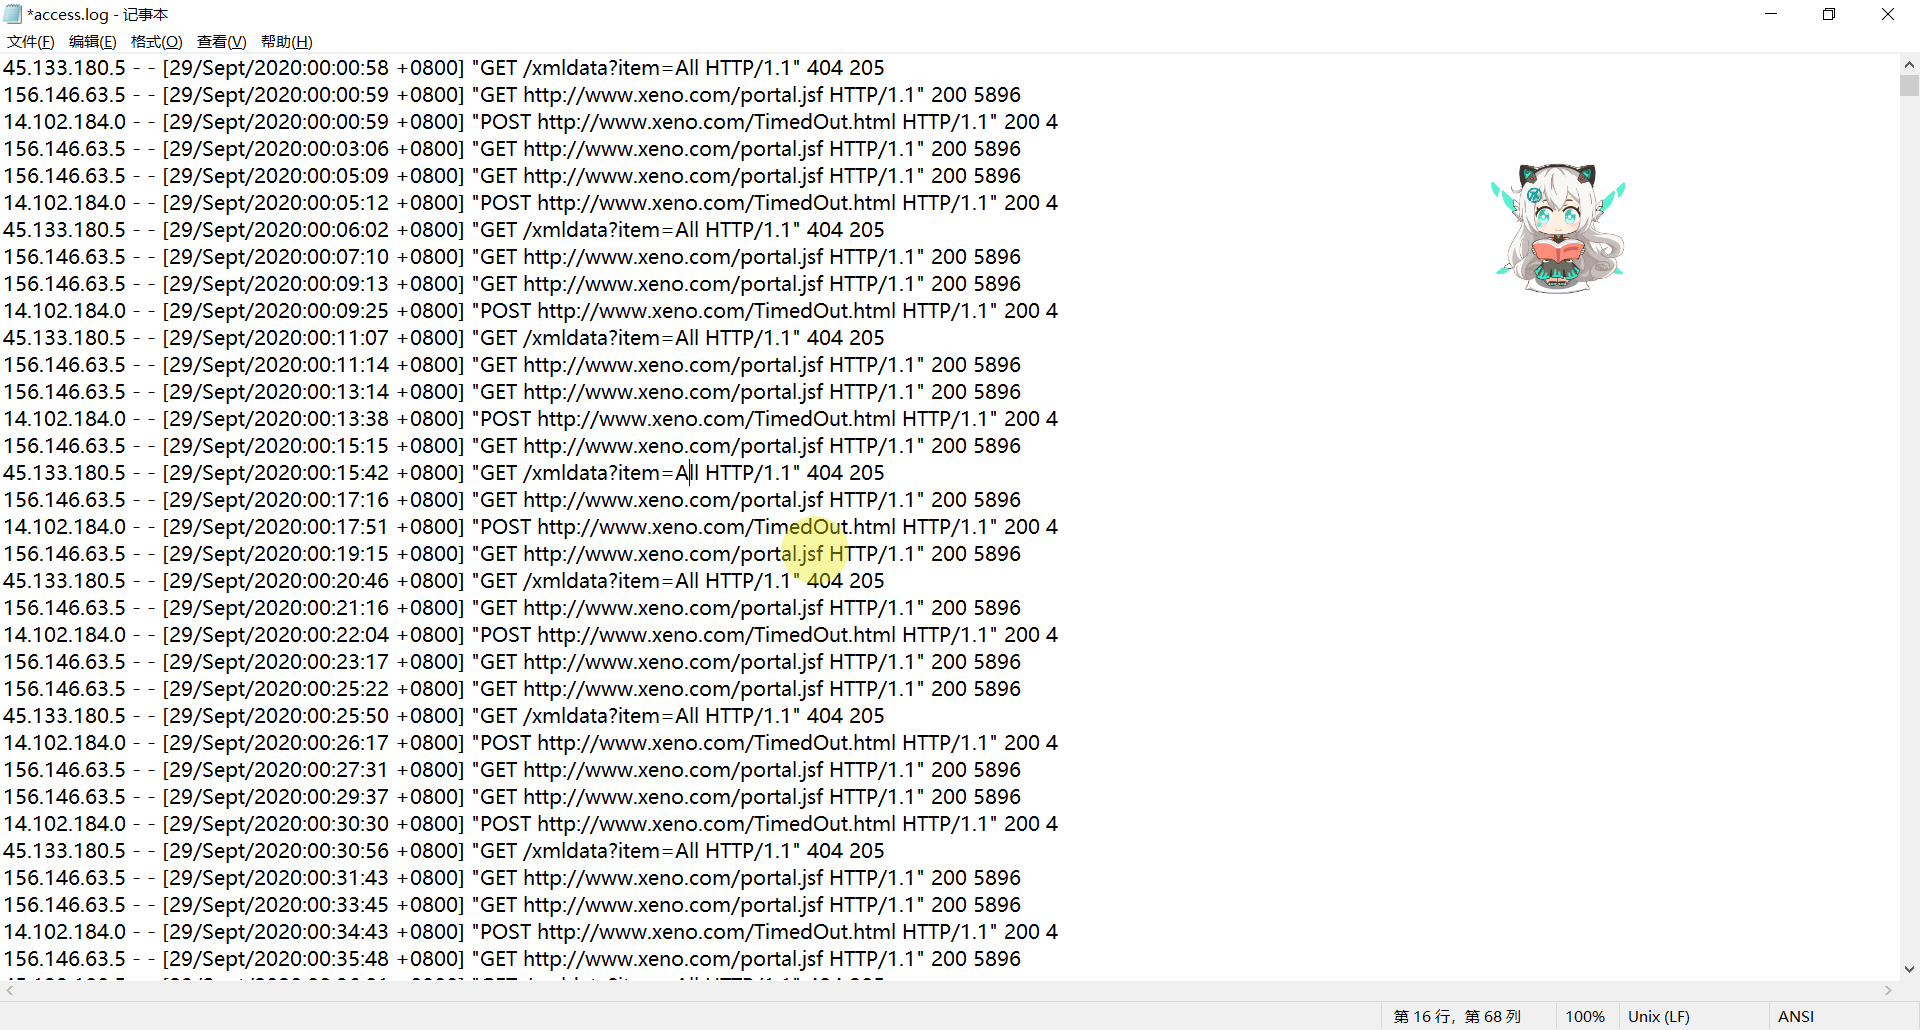 *access.log - 记事本
文件(F) 编辑(E) 格式(O) 查看(V) 帮助(H)
45.133.180.5 - - [29/Sept/2020:00:00:58 +0800] "GET /xmldata?item=All HTTP/1.1" 404 205
156.146.63.5 - - [29/Sept/2020:00:00:59 +0800] "GET http://www.xeno.com/portal.jsf HTTP/1.1" 200 5896
14.102.184.0 - - [29/Sept/2020:00:00:59 +0800] "POST http://www.xeno.com/TimedOut.html HTTP/1.1" 200 4
156.146.63.5 - - [29/Sept/2020:00:03:06 +0800] "GET http://www.xeno.com/portal.jsf HTTP/1.1" 200 5896
156.146.63.5 - - [29/Sept/2020:00:05:09 +0800] "GET http://www.xeno.com/portal.jsf HTTP/1.1" 200 5896
14.102.184.0 - - [29/Sept/2020:00:05:12 +0800] "POST http://www.xeno.com/TimedOut.html HTTP/1.1" 200 4
45.133.180.5 - - [29/Sept/2020:00:06:02 +0800] "GET /xmldata?item=All HTTP/1.1" 404 205
156.146.63.5 - - [29/Sept/2020:00:07:10 +0800] "GET http://www.xeno.com/portal.jsf HTTP/1.1" 200 5896
156.146.63.5 - - [29/Sept/2020:00:09:13 +0800] "GET http://www.xeno.com/portal.jsf HTTP/1.1" 200 5896
14.102.184.0 - - [29/Sept/2020:00:09:25 +0800] "POST http://www.xeno.com/TimedOut.html HTTP/1.1" 200 4
45.133.180.5 - - [29/Sept/2020:00:11:07 +0800] "GET /xmldata?item=All HTTP/1.1" 404 205
156.146.63.5 - - [29/Sept/2020:00:11:14 +0800] "GET http://www.xeno.com/portal.jsf HTTP/1.1" 200 5896
156.146.63.5 - - [29/Sept/2020:00:13:14 +0800] "GET http://www.xeno.com/portal.jsf HTTP/1.1" 200 5896
14.102.184.0 - - [29/Sept/2020:00:13:38 +0800] "POST http://www.xeno.com/TimedOut.html HTTP/1.1" 200 4
156.146.63.5 - - [29/Sept/2020:00:15:15 +0800] "GET http://www.xeno.com/portal.jsf HTTP/1.1" 200 5896
45.133.180.5 - - [29/Sept/2020:00:15:42 +0800] "GET /xmldata?item=All HTTP/1.1" 404 205
156.146.63.5 - - [29/Sept/2020:00:17:16 +0800] "GET http://www.xeno.com/portal.jsf HTTP/1.1" 200 5896
14.102.184.0 - - [29/Sept/2020:00:17:51 +0800] "POST http://www.xeno.com/TimedOut.html HTTP/1.1" 200 4
156.146.63.5 - - [29/Sept/2020:00:19:15 +0800] "GET http://www.xeno.com/portal.jsf HTTP/1.1" 200 5896
45.133.180.5 - - [29/Sept/2020:00:20:46 +0800] "GET /xmldata?item=All HTTP/1.1" 404 205
156.146.63.5 - - [29/Sept/2020:00:21:16 +0800] "GET http://www.xeno.com/portal.jsf HTTP/1.1" 200 5896
14.102.184.0 - - [29/Sept/2020:00:22:04 +0800] "POST http://www.xeno.com/TimedOut.html HTTP/1.1" 200 4
156.146.63.5 - - [29/Sept/2020:00:23:17 +0800] "GET http://www.xeno.com/portal.jsf HTTP/1.1" 200 5896
156.146.63.5 - - [29/Sept/2020:00:25:22 +0800] "GET http://www.xeno.com/portal.jsf HTTP/1.1" 200 5896
45.133.180.5 - - [29/Sept/2020:00:25:50 +0800] "GET /xmldata?item=All HTTP/1.1" 404 205
14.102.184.0 - - [29/Sept/2020:00:26:17 +0800] "POST http://www.xeno.com/TimedOut.html HTTP/1.1" 200 4
156.146.63.5 - - [29/Sept/2020:00:27:31 +0800] "GET http://www.xeno.com/portal.jsf HTTP/1.1" 200 5896
156.146.63.5 - - [29/Sept/2020:00:29:37 +0800] "GET http://www.xeno.com/portal.jsf HTTP/1.1" 200 5896
14.102.184.0 - - [29/Sept/2020:00:30:30 +0800] "POST http://www.xeno.com/TimedOut.html HTTP/1.1" 200 4
45.133.180.5 - - [29/Sept/2020:00:30:56 +0800] "GET /xmldata?item=All HTTP/1.1" 404 205
156.146.63.5 - - [29/Sept/2020:00:31:43 +0800] "GET http://www.xeno.com/portal.jsf HTTP/1.1" 200 5896
156.146.63.5 - - [29/Sept/2020:00:33:45 +0800] "GET http://www.xeno.com/portal.jsf HTTP/1.1" 200 5896
14.102.184.0 - - [29/Sept/2020:00:34:43 +0800] "POST http://www.xeno.com/TimedOut.html HTTP/1.1" 200 4
156.146.63.5 - - [29/Sept/2020:00:35:48 +0800] "GET http://www.xeno.com/portal.jsf HTTP/1.1" 200 5896
第 16 行，第 68 列 100% Unix (LF) ANSI